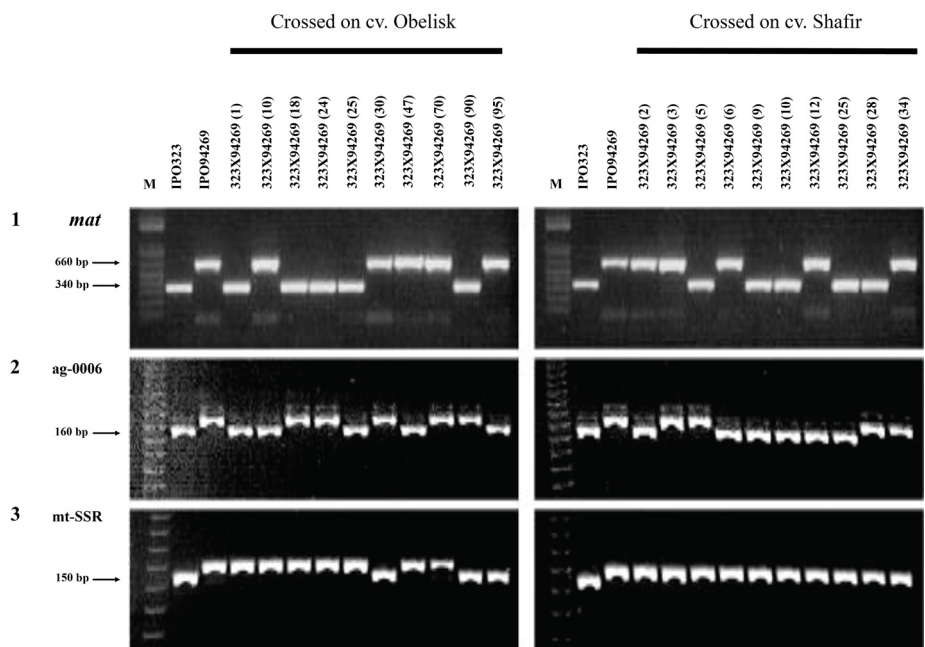 Crossed on cv. Obelisk
Crossed on cv. Shafir
M
IPO323
IPO94269
323X94269 (1)
323X94269 (10)
323X94269 (18)
323X94269 (24)
323X94269 (25)
323X94269 (30)
323X94269 (47)
323X94269 (70)
323X94269 (90)
323X94269 (95)
M
IPO323
IPO94269
323X94269 (2)
323X94269 (3)
323X94269 (5)
323X94269 (6)
323X94269 (9)
323X94269 (10)
323X94269 (12)
323X94269 (25)
323X94269 (28)
323X94269 (34)
1 mat
660 bp
340 bp
2 ag-0006
160 bp
3 mt-SSR
150 bp